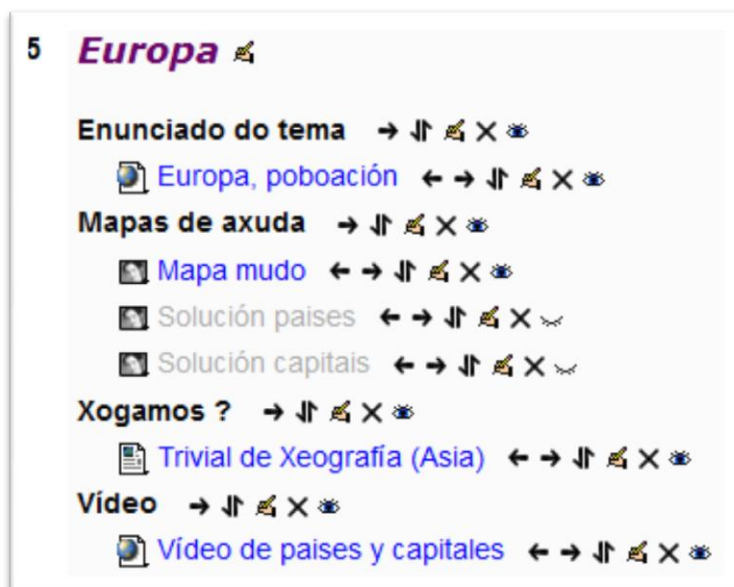 5 Europa
Enunciado do tema
Europa, poboación
Mapas de axuda
Mapa mudo
Solución paises
Solución capitais
Xogamos ?
Trivial de Xeografía (Asia)
Vídeo
Vídeo de paises y capitales